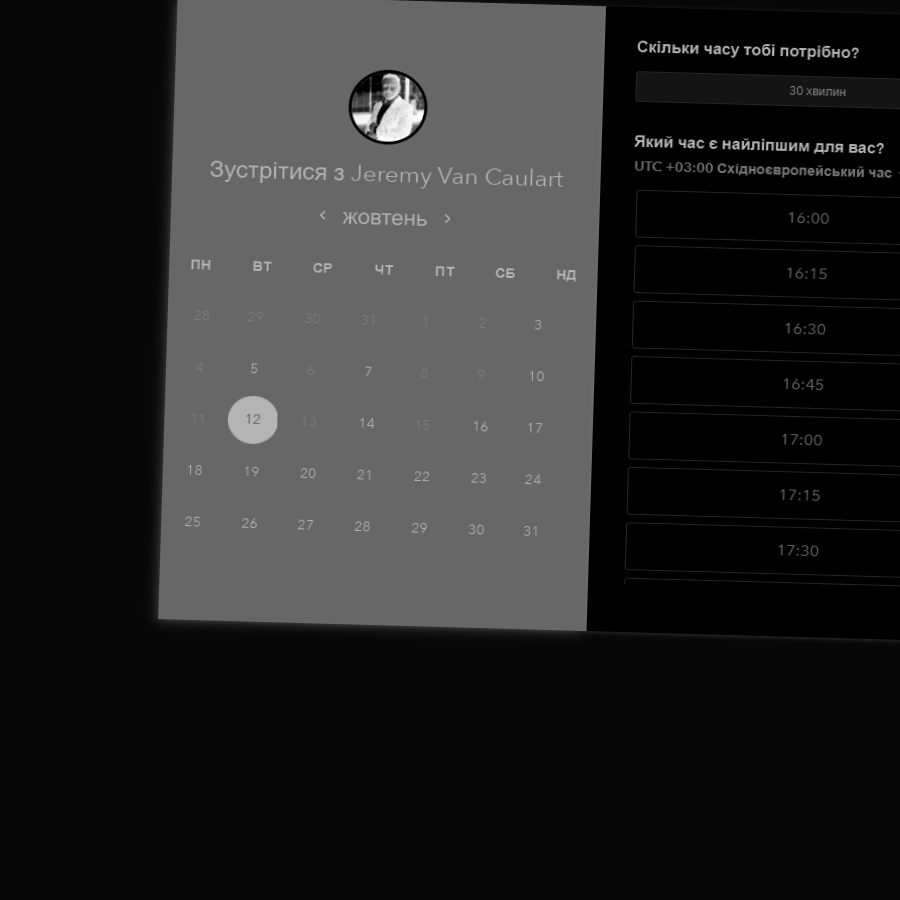 Зустрітися з Jeremy Van Caulart
‹ жовтень ›
ПН ВТ СР ЧТ ПТ СБ НД
28 29 30 31 1 2 3
4 5 6 7 8 9 10
11 12 13 14 15 16 17
18 19 20 21 22 23 24
25 26 27 28 29 30 31
Скільки часу тобі потрібно?
30 хвилин
Який час є найліпшим для вас?
UTC +03:00 Східноєвропейський час
16:00
16:15
16:30
16:45
17:00
17:15
17:30